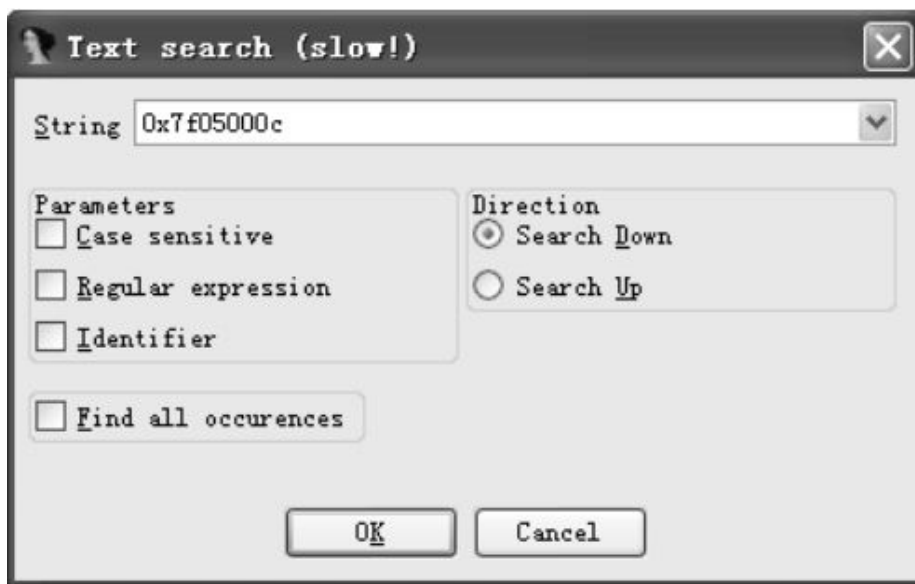 Text search (slow!)
String 0x7f05000c
Parameters
Case sensitive
Regular expression
Identifier
Direction
Search Down
Search Up
Find all occurences
OK
Cancel